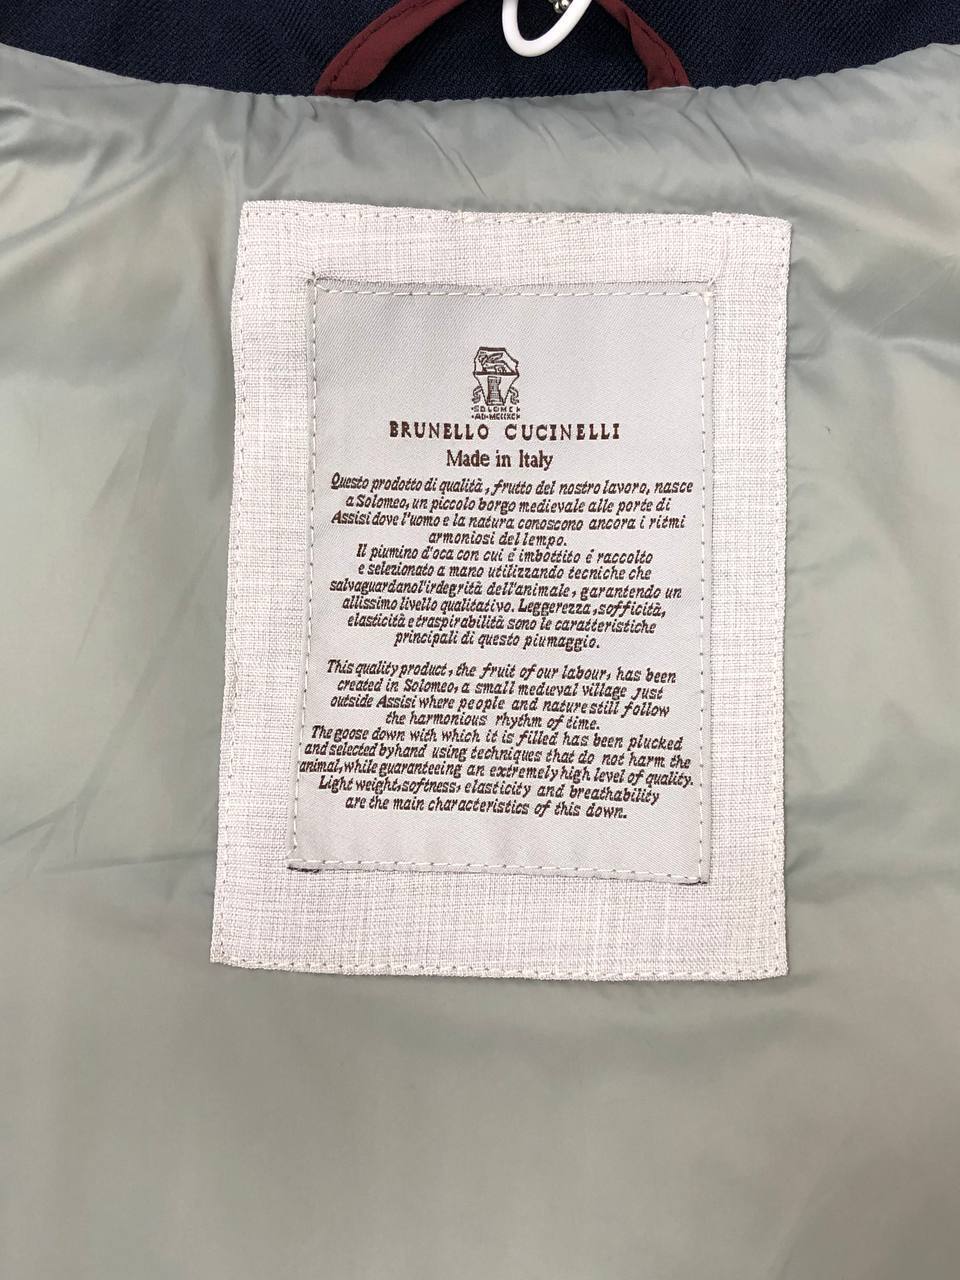 SOLOMEI
•AD•MCCCXCI
BRUNELLO CUCINELLI
Made in Italy
Questo prodotto di qualità, frutto del nostro lavoro, nasce
a Solomeo, un piccolo borgo medievale alle porte di
Assisi dove l'uomo e la natura conoscono ancora i ritmi
armoniosi del tempo.
Il piumino d'oca con cui é imbottito é raccolto
e selezionato a mano utilizzando tecniche che
salvaguardanol'irdegrità dell'animale, garantendo un
altissimo livello qualitativo. Leggerezza, sofficità,
elasticità e traspirabilità sono le caratteristiche
principali di questo piumaggio.
This quality product, the fruit of our labour, has been
created in Solomeo, a small medieval village just
outside Assisi where people and nature still follow
the harmonious rhythm of time.
The goose down with which it is filled has been plucked
and selected by hand using techniques that do not harm the
animal, while guaranteeing an extremely high level of quality.
Light weight, softness, elasticity and breathability
are the main characteristics of this down.